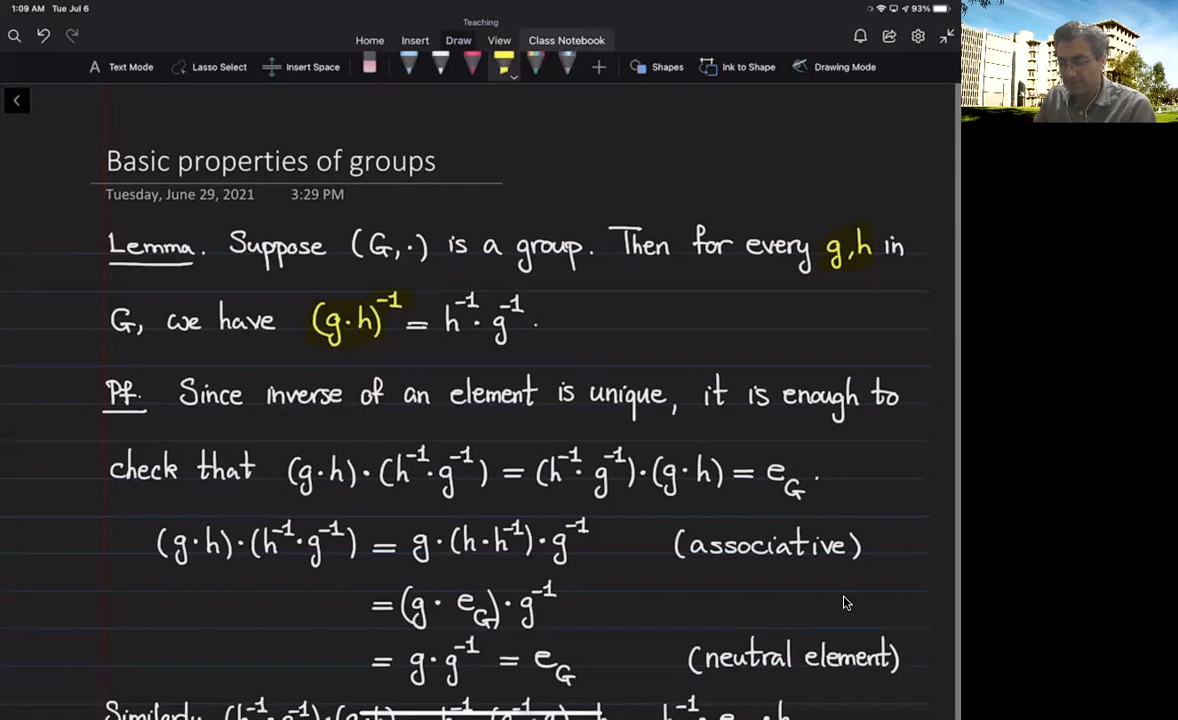 1:09 AM Tue Jul 6
93%
Teaching
Home Insert Draw View Class Notebook
Text Mode Lasso Select Insert Space Shapes Ink to Shape Drawing Mode
Basic properties of groups
Tuesday, June 29, 2021 3:29 PM
Lemma. Suppose (G,·) is a group. Then for every g,h in
G, we have (g·h)⁻¹ = h⁻¹·g⁻¹.
Pf. Since inverse of an element is unique, it is enough to
check that (g·h)·(h⁻¹·g⁻¹) = (h⁻¹·g⁻¹)·(g·h) = e_G.
(g·h)·(h⁻¹·g⁻¹) = g·(h·h⁻¹)·g⁻¹ (associative)
=(g·e_G)·g⁻¹
= g·g⁻¹ = e_G (neutral element)
Similarly